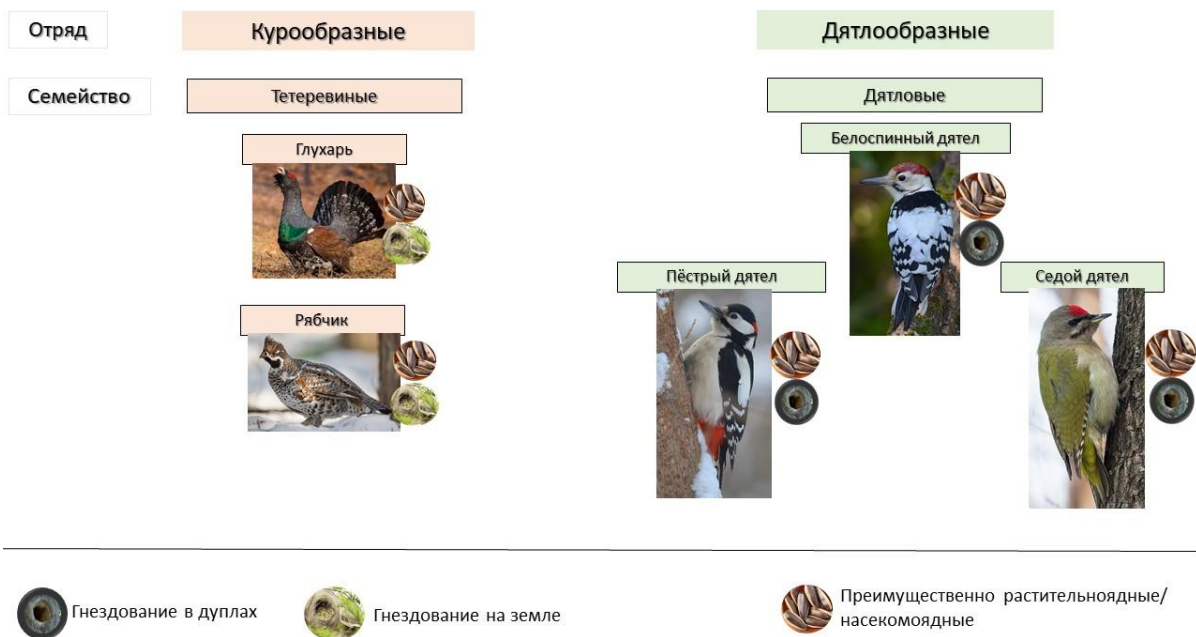 Отряд
Курообразные
Дятлообразные
Семейство
Тетеревиные
Дятловые
Глухарь
Белоспинный дятел
Пёстрый дятел
Седой дятел
Рябчик
Гнездование в дуплах
Гнездование на земле
Преимущественно растительноядные/
насекомоядные